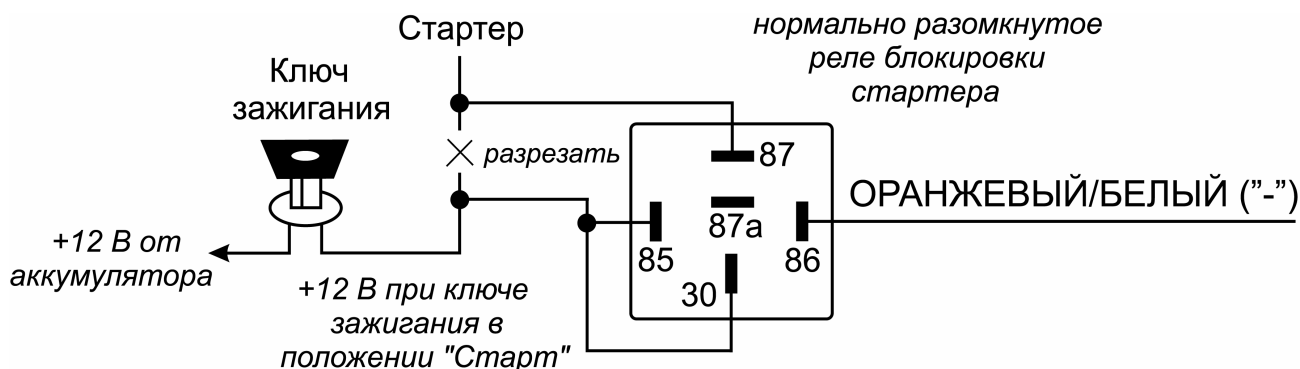 Стартер
нормально разомкнутое
реле блокировки
стартера
Ключ
зажигания
разрезать
87
87а
85
86
30
ОРАНЖЕВЫЙ/БЕЛЫЙ ("-")
+12 В от
аккумулятора
+12 В при ключе
зажигания в
положении "Старт"